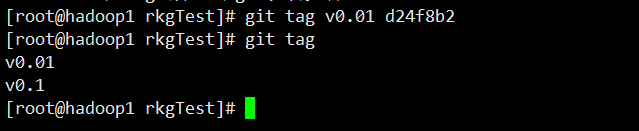 [root@hadoop1 rkgTest]# git tag v0.01 d24f8b2
[root@hadoop1 rkgTest]# git tag
v0.01
v0.1
[root@hadoop1 rkgTest]#